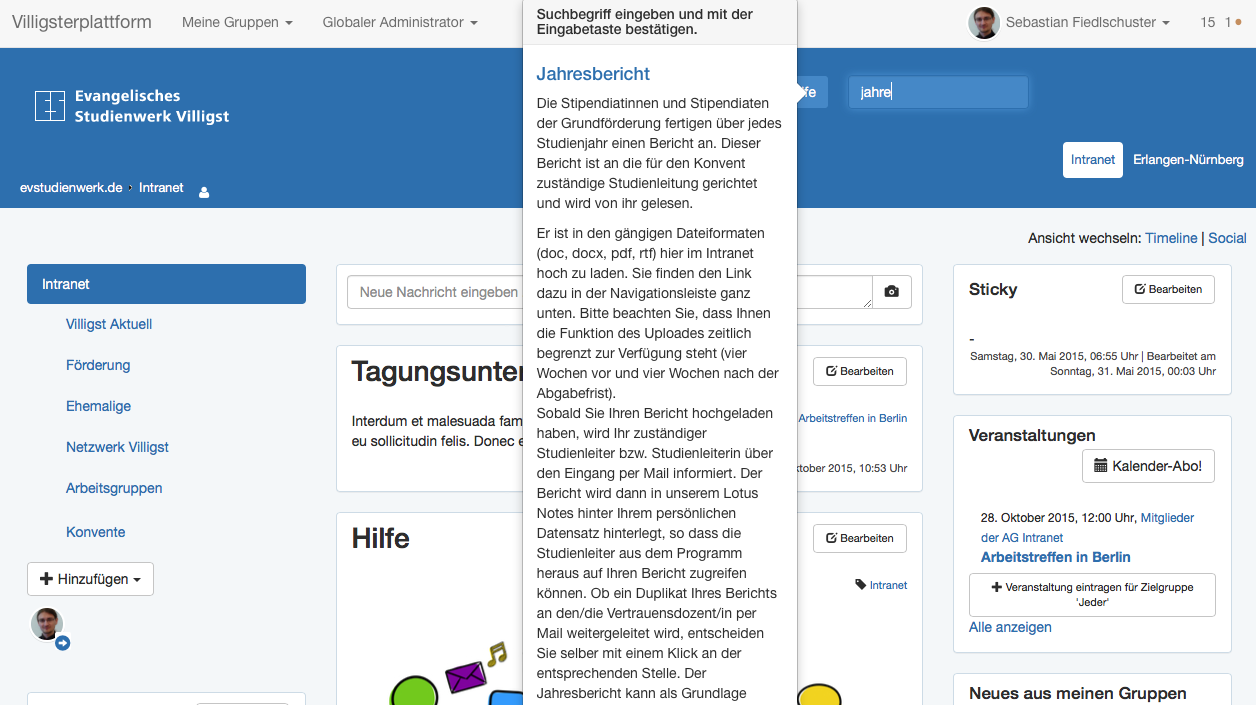 Villigsterplattform
Meine Gruppen
Globaler Administrator
Sebastian Fiedlschuster
15
1
Evangelisches
Studienwerk Villigst
evstudienwerk.de › Intranet
jahre
Intranet
Erlangen-Nürnberg
Suchbegriff eingeben und mit der
Eingabetaste bestätigen.
Jahresbericht
Die Stipendiatinnen und Stipendiaten
der Grundförderung fertigen über jedes
Studienjahr einen Bericht an. Dieser
Bericht ist an die für den Konvent
zuständige Studienleitung gerichtet
und wird von ihr gelesen.
Er ist in den gängigen Dateiformaten
(doc, docx, pdf, rtf) hier im Intranet
hoch zu laden. Sie finden den Link
dazu in der Navigationsleiste ganz
unten. Bitte beachten Sie, dass Ihnen
die Funktion des Uploades zeitlich
begrenzt zur Verfügung steht (vier
Wochen vor und vier Wochen nach der
Abgabefrist).
Sobald Sie Ihren Bericht hochgeladen
haben, wird Ihr zuständiger
Studienleiter bzw. Studienleiterin über
den Eingang per Mail informiert. Der
Bericht wird dann in unserem Lotus
Notes hinter Ihrem persönlichen
Datensatz hinterlegt, so dass die
Studienleiter aus dem Programm
heraus auf Ihren Bericht zugreifen
können. Ob ein Duplikat Ihres Berichts
an den/die Vertrauensdozent/in per
Mail weitergeleitet wird, entscheiden
Sie selber mit einem Klick an der
entsprechenden Stelle. Der
Jahresbericht kann als Grundlage
Ansicht wechseln: Timeline | Social
Intranet
Villigst Aktuell
Förderung
Ehemalige
Netzwerk Villigst
Arbeitsgruppen
Konvente
Hinzufügen
Neue Nachricht eingeben
Tagungsunter
Bearbeiten
Interdum et malesuada fam
eu sollicitudin felis. Donec e
Arbeitstreffen in Berlin
ktober 2015, 10:53 Uhr
Hilfe
Bearbeiten
Intranet
Sticky
Bearbeiten
-
Samstag, 30. Mai 2015, 06:55 Uhr | Bearbeitet am
Sonntag, 31. Mai 2015, 00:03 Uhr
Veranstaltungen
Kalender-Abo!
28. Oktober 2015, 12:00 Uhr, Mitglieder
der AG Intranet
Arbeitstreffen in Berlin
Veranstaltung eintragen für Zielgruppe
'Jeder'
Alle anzeigen
Neues aus meinen Gruppen